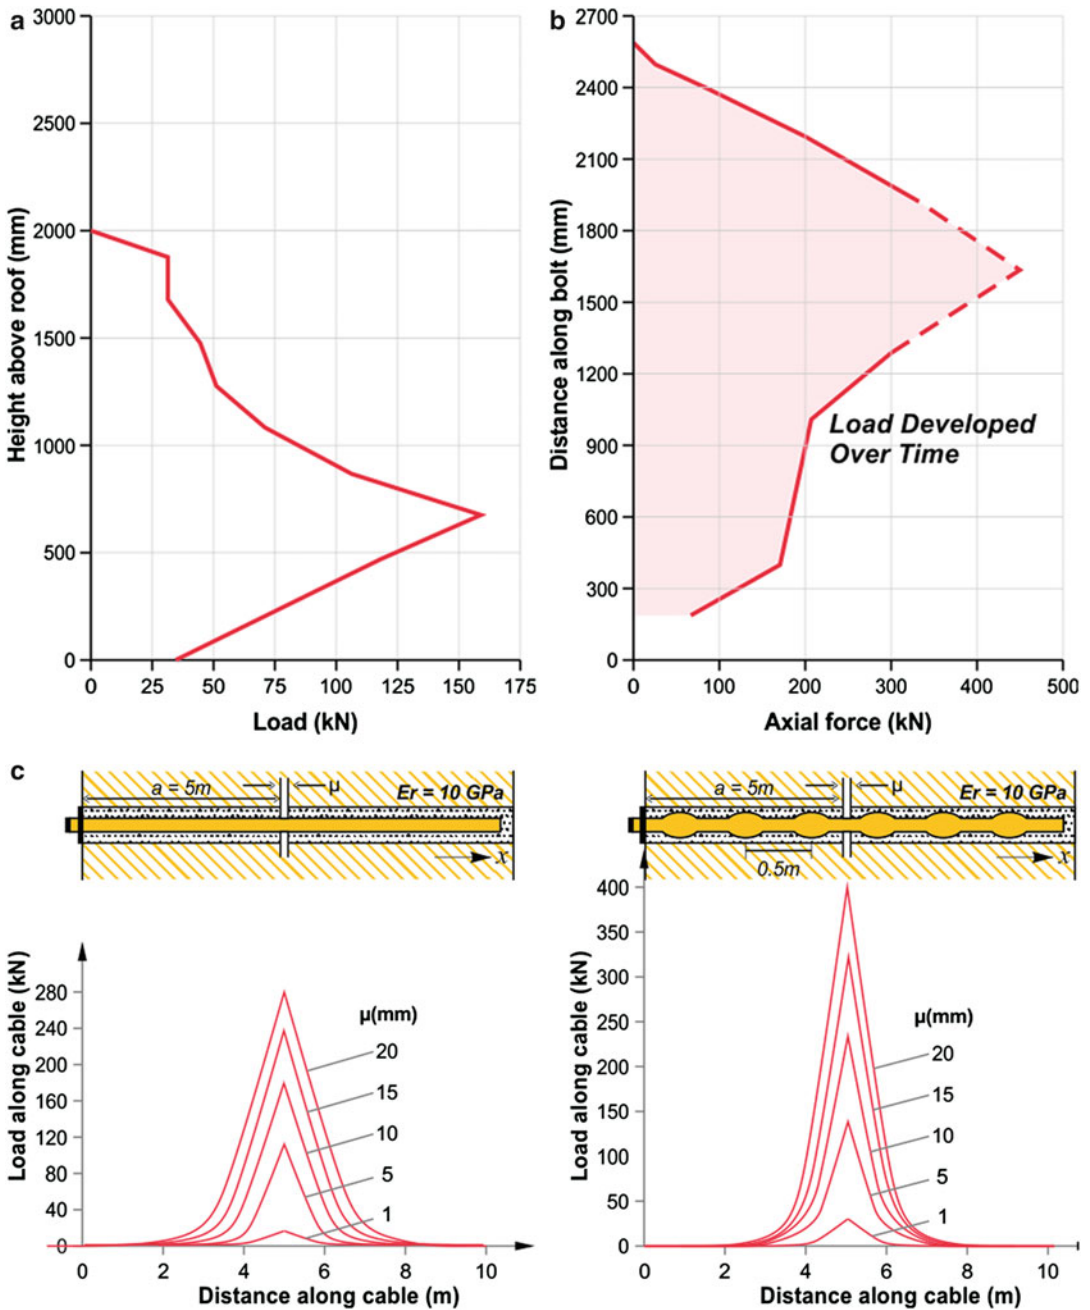 a
3000
2500
2000
1500
1000
500
0
Height above roof (mm)
0 25 50 75 100 125 150 175
Load (kN)
b
2700
2400
2100
1800
1500
1200
900
600
300
0
Distance along bolt (mm)
Load Developed
Over Time
0 100 200 300 400 500
Axial force (kN)
c
a = 5m
μ
Er = 10 GPa
x
280
240
200
160
120
80
40
0
Load along cable (kN)
μ(mm)
20
15
10
5
1
0 2 4 6 8 10
Distance along cable (m)
a = 5m
μ
Er = 10 GPa
x
0.5m
400
350
300
250
200
150
100
50
0
Load along cable (kN)
μ(mm)
20
15
10
5
1
0 2 4 6 8 10
Distance along cable (m)